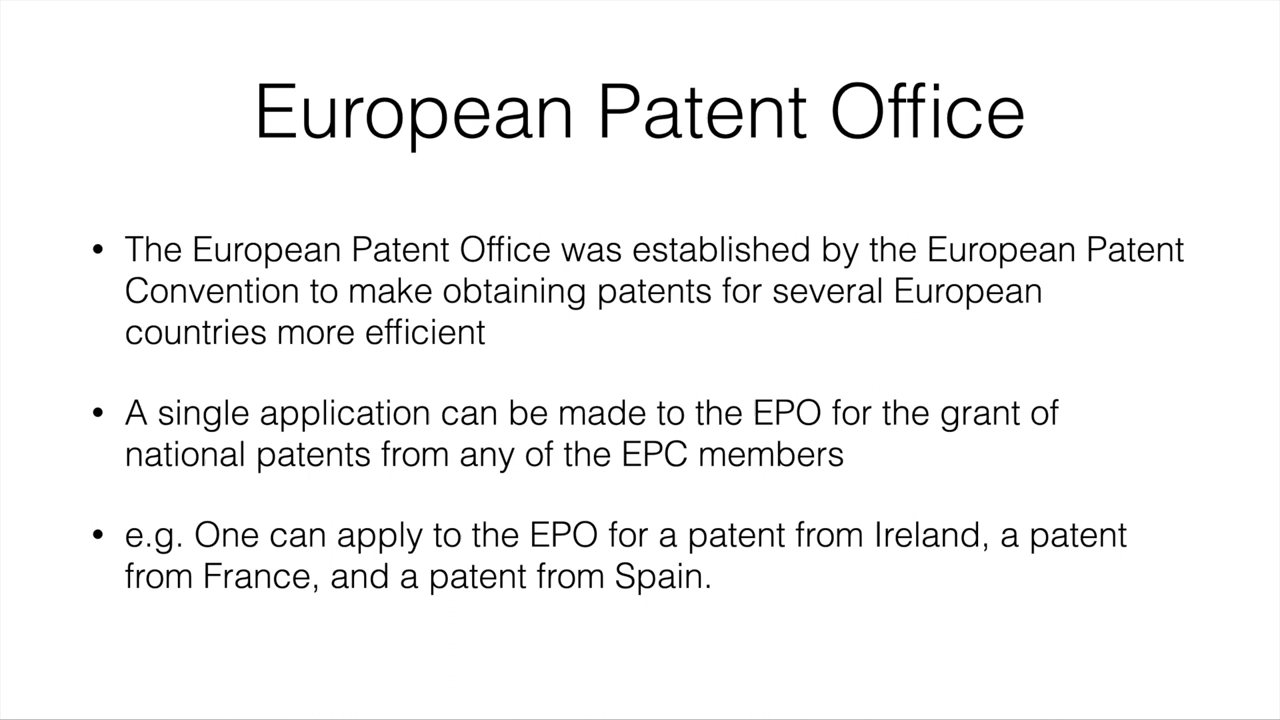 European Patent Office
• The European Patent Office was established by the European Patent
Convention to make obtaining patents for several European
countries more efficient
• A single application can be made to the EPO for the grant of
national patents from any of the EPC members
• e.g. One can apply to the EPO for a patent from Ireland, a patent
from France, and a patent from Spain.